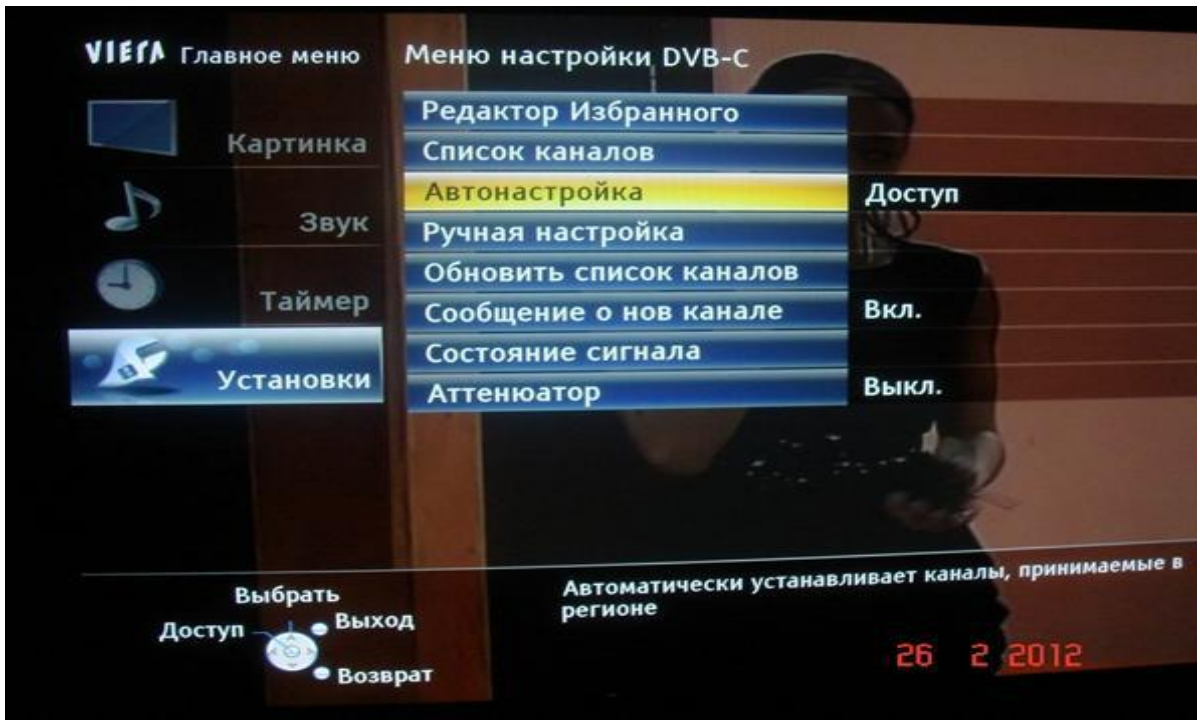 VIERA Главное меню
Картинка
Звук
Таймер
Установки
Меню настройки DVB-C
Редактор Избранного
Список каналов
Автонастройка Доступ
Ручная настройка
Обновить список каналов
Сообщение о нов канале Вкл.
Состояние сигнала
Аттенюатор Выкл.
Выбрать
Доступ
Выход
Возврат
Автоматически устанавливает каналы, принимаемые в
регионе
26 2 2012